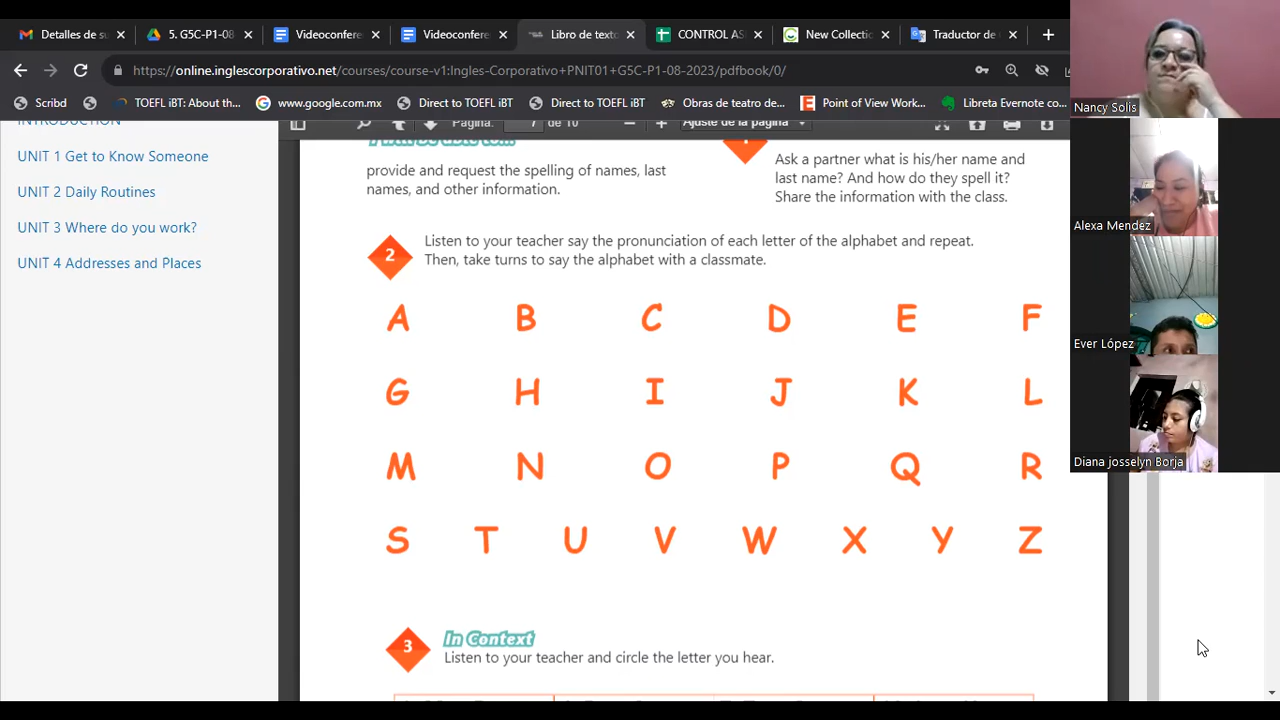 Detalles de su
5. G5C-P1-08
Videoconfere
Videoconfere
Libro de texto
CONTROL AS
New Collectio
Traductor de
https://online.inglescorporativo.net/courses/course-v1:Ingles-Corporativo+PNIT01+G5C-P1-08-2023/pdfbook/0/
Scribd
TOEFL iBT: About th...
www.google.com.mx
Direct to TOEFL iBT
Direct to TOEFL iBT
Obras de teatro de...
Point of View Work...
Libreta Evernote co...
INTRODUCTION
UNIT 1 Get to Know Someone
UNIT 2 Daily Routines
UNIT 3 Where do you work?
UNIT 4 Addresses and Places
Página: 7 de 10
Ajuste de la página
I will be able to...
provide and request the spelling of names, last
names, and other information.
1
Ask a partner what is his/her name and
last name? And how do they spell it?
Share the information with the class.
2
Listen to your teacher say the pronunciation of each letter of the alphabet and repeat.
Then, take turns to say the alphabet with a classmate.
A B C D E F
G H I J K L
M N O P Q R
S T U V W X Y Z
3
In Context
Listen to your teacher and circle the letter you hear.
Nancy Solis
Alexa Mendez
Ever López
Diana josselyn Borja